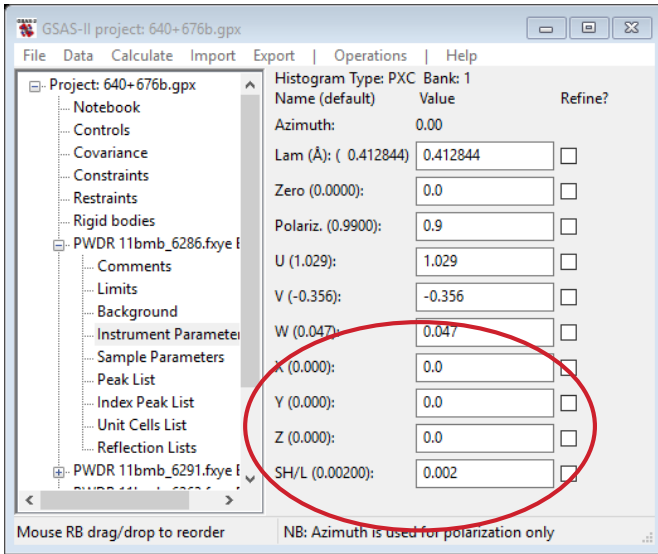 GSAS-II project: 640+676b.gpx
File Data Calculate Import Export | Operations | Help
Project: 640+676b.gpx
Notebook
Controls
Covariance
Constraints
Restraints
Rigid bodies
PWDR 11bmb_6286.fxye
Comments
Limits
Background
Instrument Parameter
Sample Parameters
Peak List
Index Peak List
Unit Cells List
Reflection Lists
PWDR 11bmb_6291.fxye
Histogram Type: PXC Bank: 1
Name (default) Value Refine?
Azimuth: 0.00
Lam (Å): ( 0.412844) 0.412844
Zero (0.0000): 0.0
Polariz. (0.9900): 0.9
U (1.029): 1.029
V (-0.356): -0.356
W (0.047): 0.047
X (0.000): 0.0
Y (0.000): 0.0
Z (0.000): 0.0
SH/L (0.00200): 0.002
Mouse RB drag/drop to reorder NB: Azimuth is used for polarization only